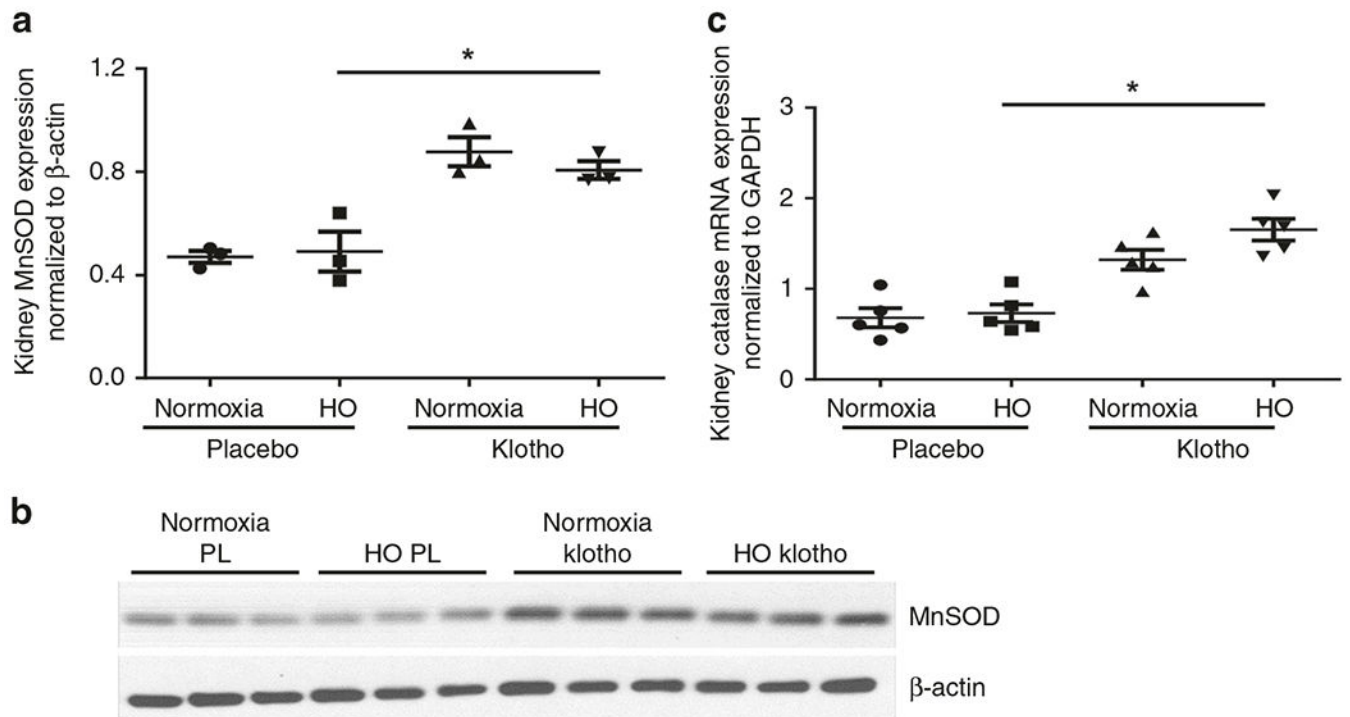 a
Kidney MnSOD expression
normalized to β-actin
1.2
0.8
0.4
0.0
*
Normoxia HO Normoxia HO
Placebo Klotho
c
Kidney catalase mRNA expression
normalized to GAPDH
3
2
1
0
*
Normoxia HO Normoxia HO
Placebo Klotho
b
Normoxia
PL
HO PL
Normoxia
klotho
HO klotho
MnSOD
β-actin